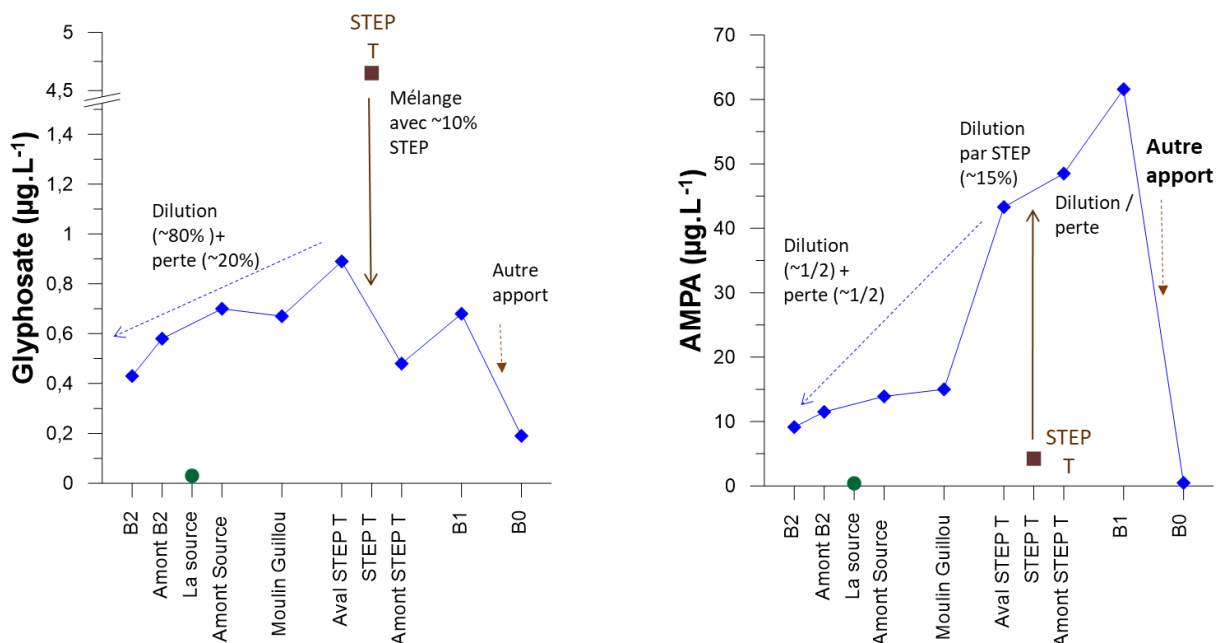 Glyphosate (µg.L⁻¹)
5
4,5
1,4
1,2
1
0,8
0,6
0,4
0,2
0
STEP
T
Mélange
avec ~10%
STEP
Dilution
(~80% )+
perte (~20%)
Autre
apport
B2
Amont B2
La source
Amont Source
Moulin Guillou
Aval STEP T
STEP T
Amont STEP T
B1
B0
AMPA (µg.L⁻¹)
70
60
50
40
30
20
10
0
Dilution
par STEP
(~15%)
Autre
apport
Dilution /
perte
Dilution
(~1/2) +
perte (~1/2)
STEP
T
B2
Amont B2
La source
Amont Source
Moulin Guillou
Aval STEP T
STEP T
Amont STEP T
B1
B0